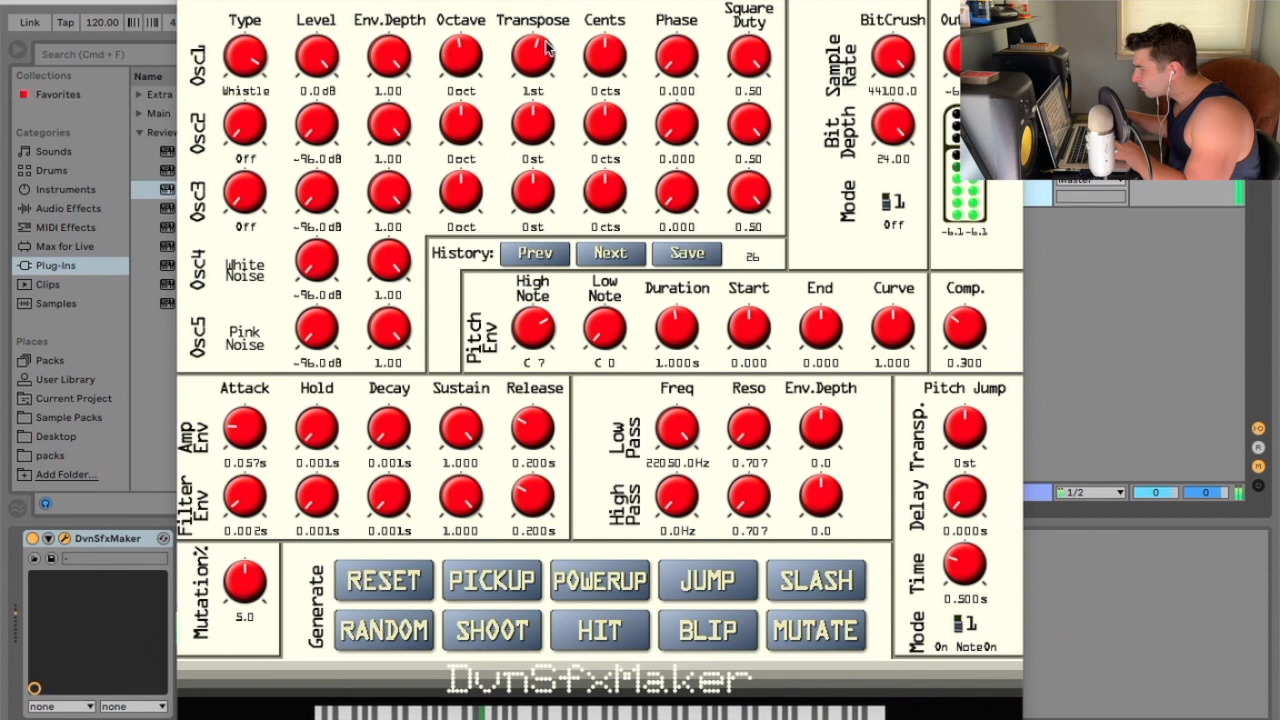 Link Tap 120.00 4
Search (Cmd + F)
Collections
Favorites
Categories
Sounds
Drums
Instruments
Audio Effects
MIDI Effects
Max for Live
Plug-Ins
Clips
Samples
Places
Packs
User Library
Current Project
Sample Packs
Desktop
packs
Add Folder...
Name
Extra
Main
Review
DvnSfxMaker
none none
Type Level Env.Depth Octave Transpose Cents Phase Square Duty
Osc1
Whistle 0.0dB 1.00 0oct 1st 0cts 0.000 0.50
Osc2
Off -96.0dB 1.00 0oct 0st 0cts 0.000 0.50
Osc3
Off -96.0dB 1.00 0oct 0st 0cts 0.000 0.50
Osc4 White Noise
-96.0dB 1.00
Osc5 Pink Noise
-96.0dB 1.00
BitCrush
Sample Rate
44100.0
Bit Depth
24.00
Mode 1
Off
-6.1 -6.1
Master
History: Prev Next Save 26
Pitch Env
High Note Low Note Duration Start End Curve Comp.
C 7 C 0 1.000s 0.000 0.000 1.000 0.300
Attack Hold Decay Sustain Release
Amp Env
0.057s 0.001s 0.001s 1.000 0.200s
Filter Env
0.002s 0.001s 0.001s 1.000 0.200s
Freq Reso Env.Depth
Low Pass
22050.0Hz 0.707 0.0
High Pass
0.0Hz 0.707 0.0
Pitch Jump
Transp.
0st
Delay
0.000s
Time
0.500s
Mode 1
On NoteOn
1/2 0 0
Mutation%
5.0
Generate
RESET PICKUP POWERUP JUMP SLASH
RANDOM SHOOT HIT BLIP MUTATE
DvnSfxMaker